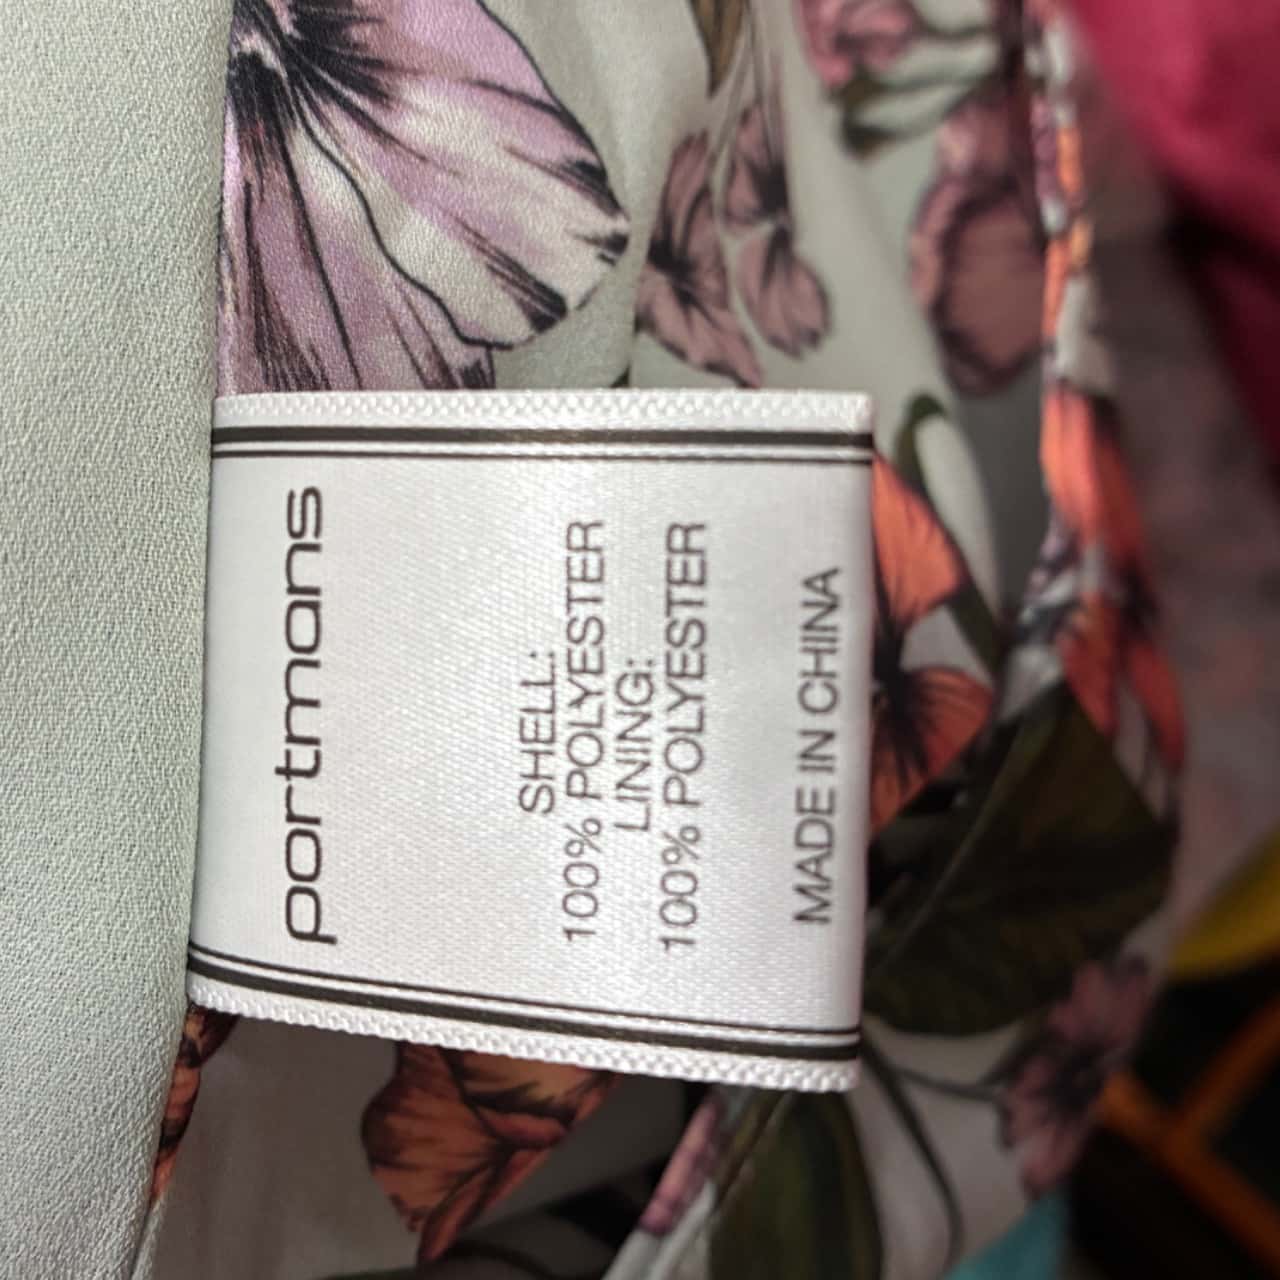 portmans
SHELL:
100% POLYESTER
LINING:
100% POLYESTER
MADE IN CHINA